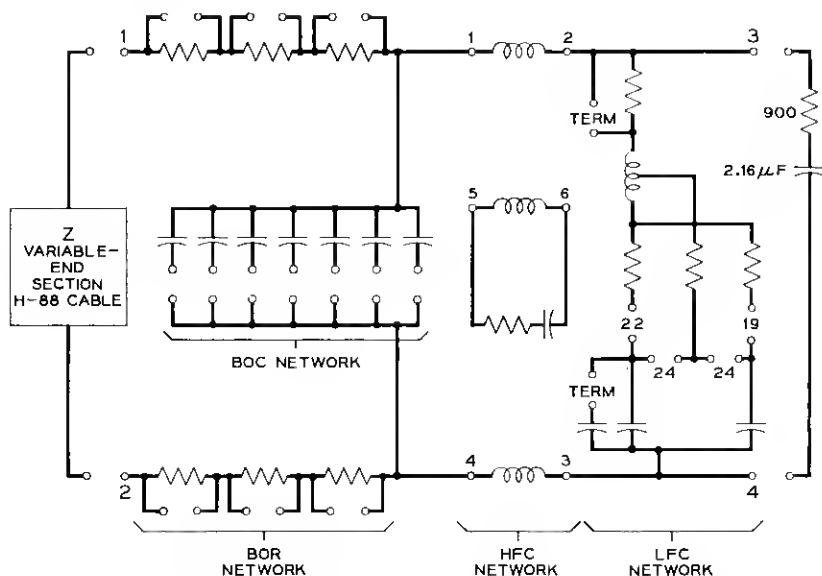 1
1
2
3
TERM
900
2.16μF
5
6
Z
VARIABLE-
END
SECTION
H-88 CABLE
22
19
24
24
BOC NETWORK
TERM
2
4
3
4
BOR
NETWORK
HFC
NETWORK
LFC
NETWORK